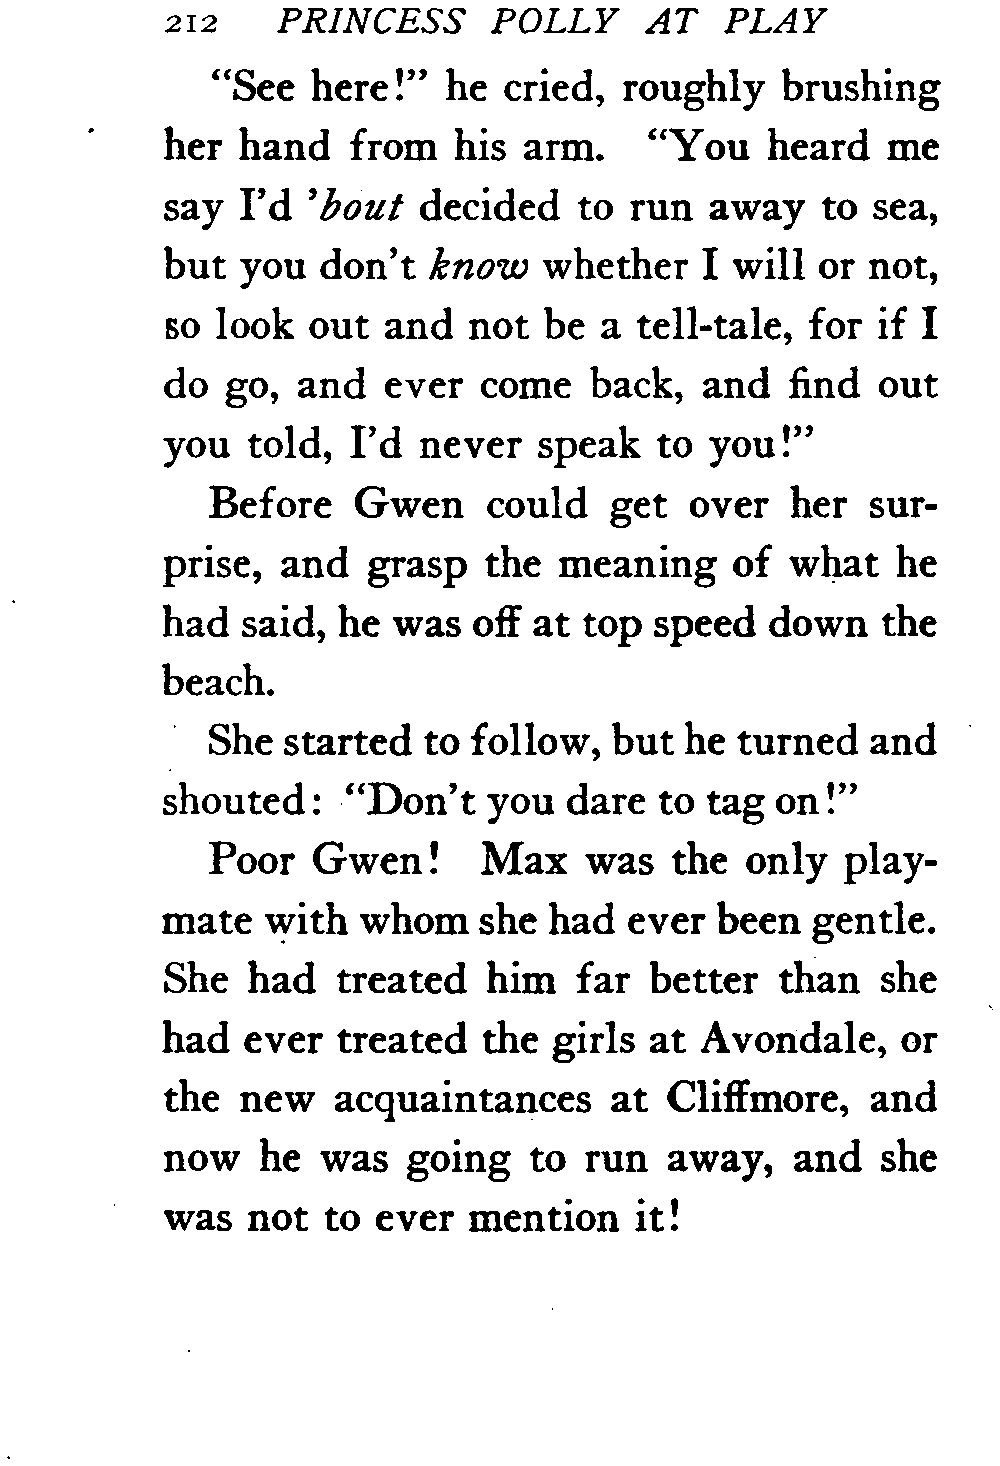 212 PRINCESS POLLY AT PLAY
“See here!” he cried, roughly brushing
her hand from his arm. “You heard me
say I’d ’bout decided to run away to sea,
but you don’t know whether I will or not,
so look out and not be a tell-tale, for if I
do go, and ever come back, and find out
you told, I’d never speak to you!”
Before Gwen could get over her sur-
prise, and grasp the meaning of what he
had said, he was off at top speed down the
beach.
She started to follow, but he turned and
shouted: “Don’t you dare to tag on!”
Poor Gwen! Max was the only play-
mate with whom she had ever been gentle.
She had treated him far better than she
had ever treated the girls at Avondale, or
the new acquaintances at Cliffmore, and
now he was going to run away, and she
was not to ever mention it!